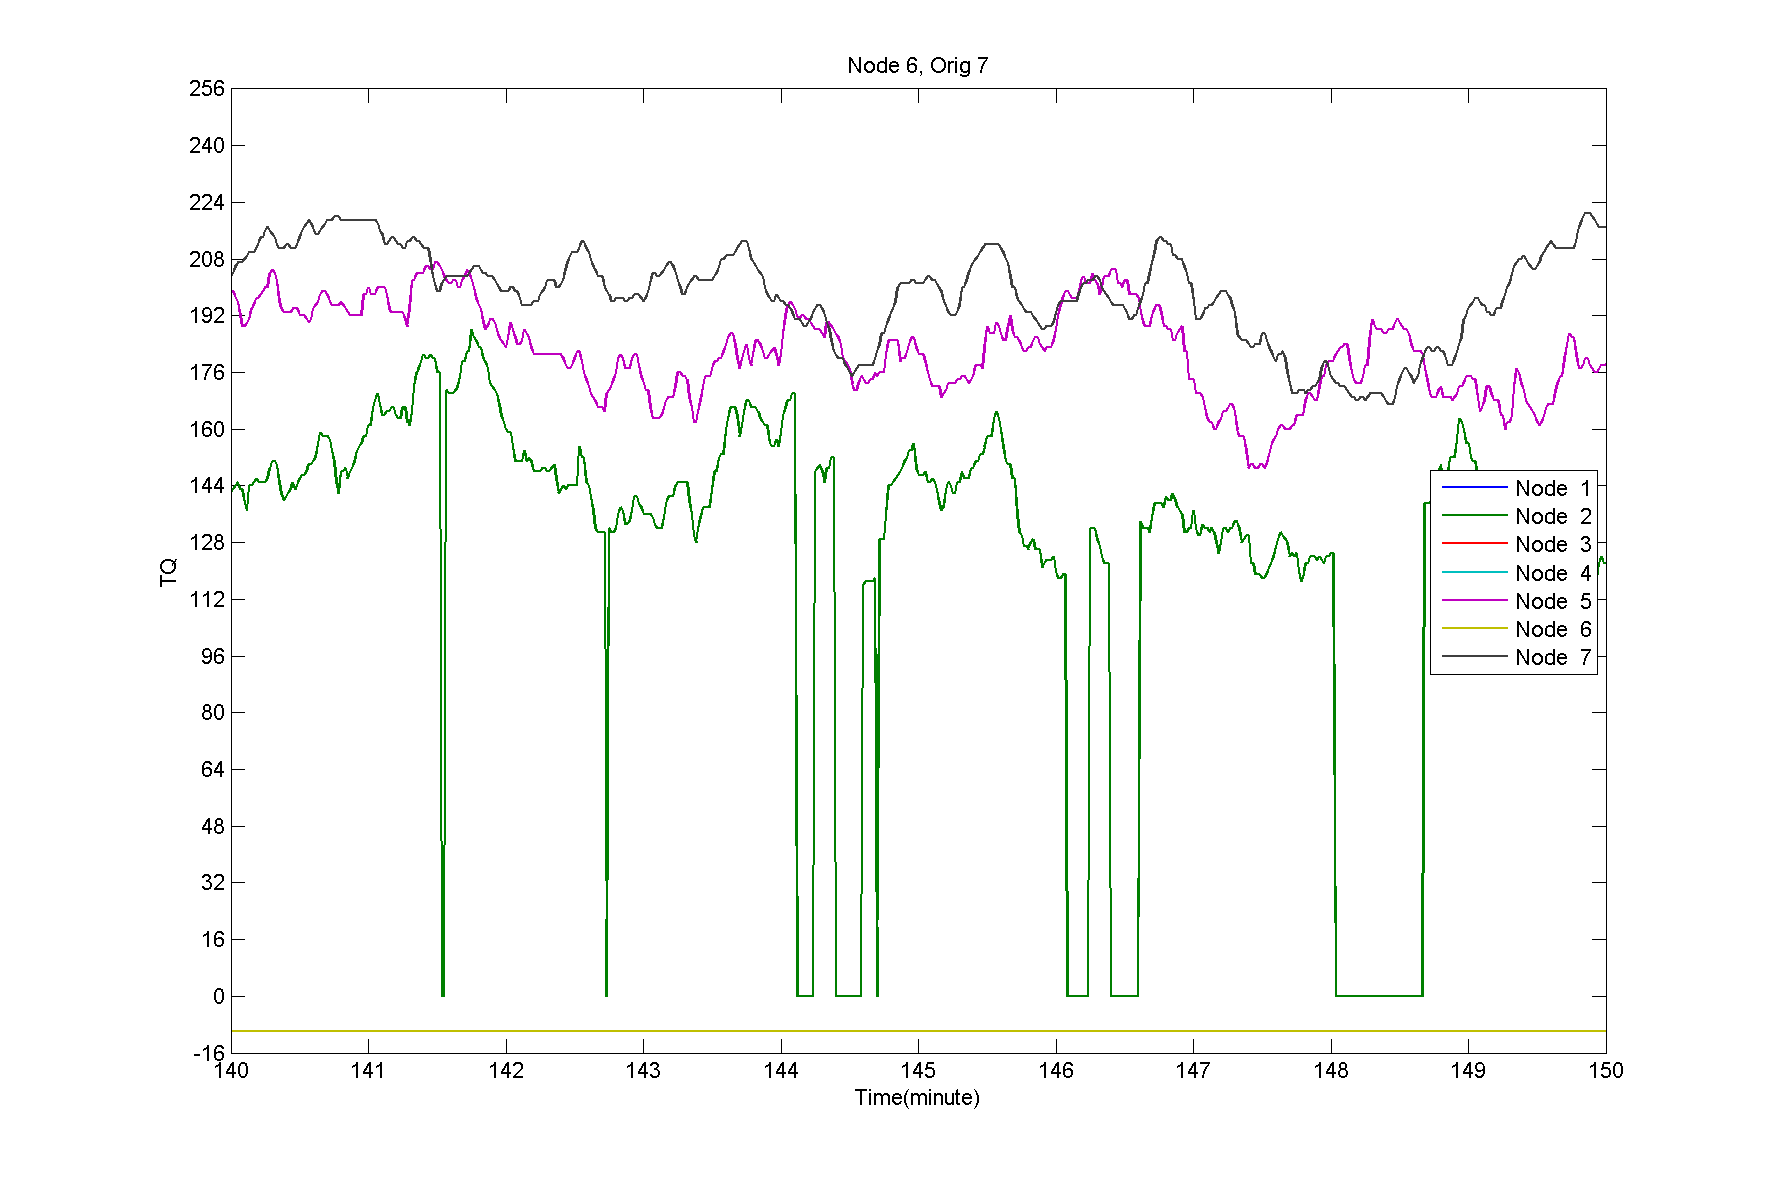 Node 6, Orig 7
256
240
224
208
192
176
160
144
128
112
96
80
64
48
32
16
0
-16
TQ
Node 1
Node 2
Node 3
Node 4
Node 5
Node 6
Node 7
140 141 142 143 144 145 146 147 148 149 150
Time(minute)